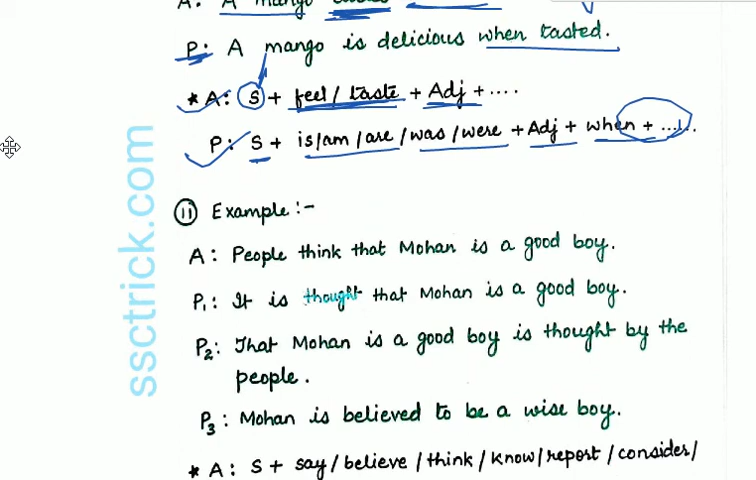 A: A mango
P: A mango is delicious when tasted.
* A: S + feel / taste + Adj + ....
P: S + is/am/are/was/were + Adj + when + .....
(ii) Example :-
A: People think that Mohan is a good boy.
P₁: It is thought that Mohan is a good boy.
P₂: That Mohan is a good boy is thought by the
people.
P₃: Mohan is believed to be a wise boy.
* A: S + say / believe / think / know / report / consider /
ssctrick.com